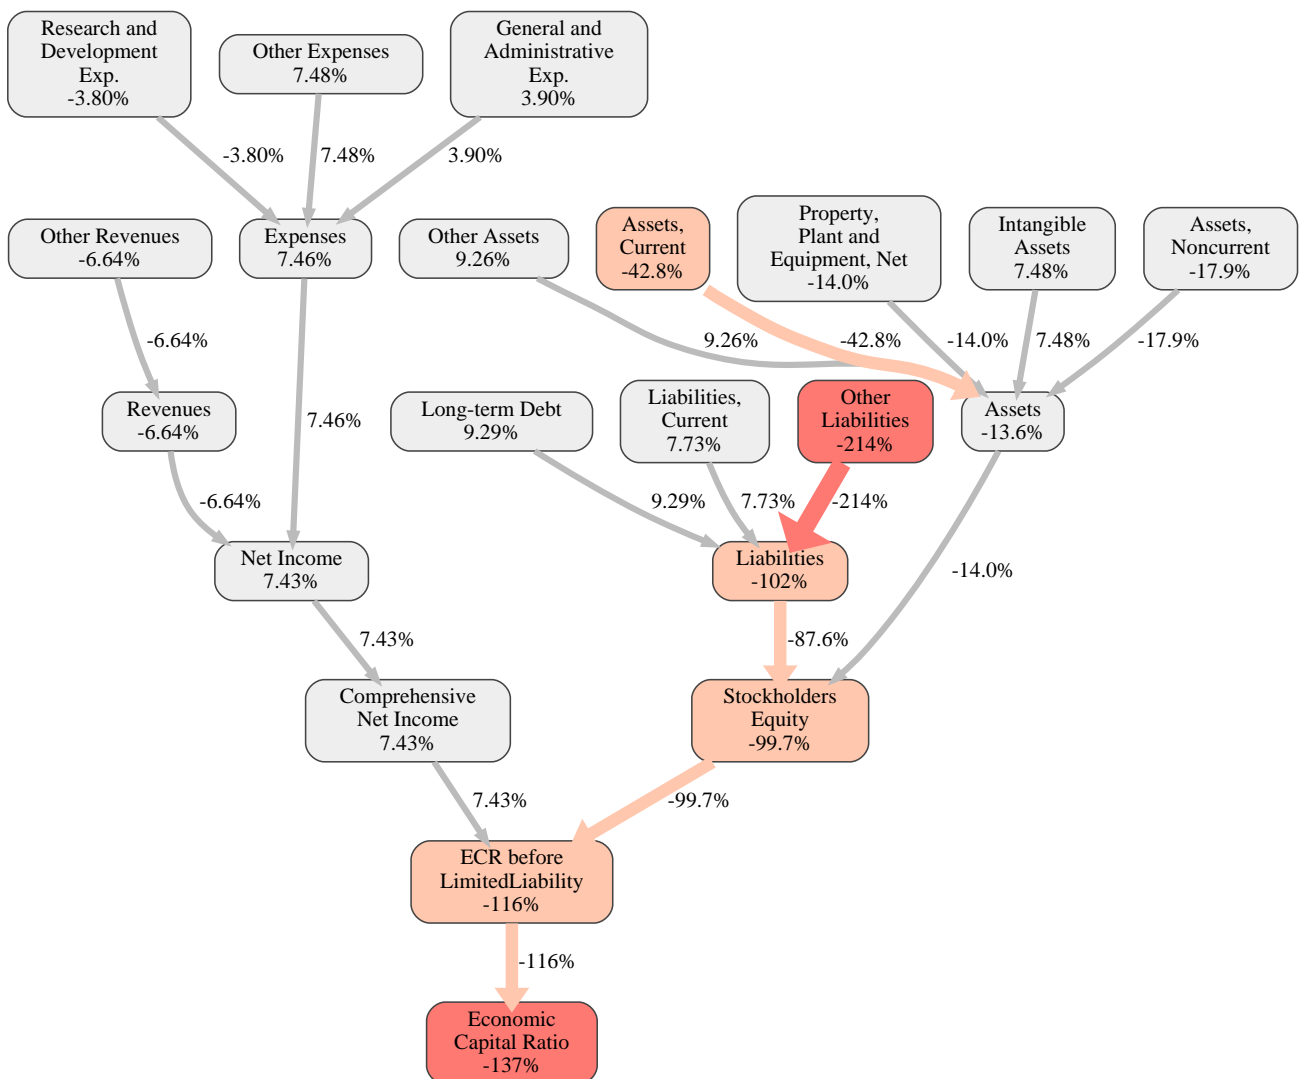 Research and
Development
Exp.
-3.80%
Other Expenses
7.48%
General and
Administrative
Exp.
3.90%
-3.80%
7.48%
3.90%
Other Revenues
-6.64%
Expenses
7.46%
Other Assets
9.26%
Assets,
Current
-42.8%
Property,
Plant and
Equipment, Net
-14.0%
Intangible
Assets
7.48%
Assets,
Noncurrent
-17.9%
-6.64%
7.46%
9.26%
-42.8%
-14.0%
7.48%
-17.9%
Revenues
-6.64%
Long-term Debt
9.29%
Liabilities,
Current
7.73%
Other
Liabilities
-214%
Assets
-13.6%
-6.64%
9.29%
7.73%
-214%
-14.0%
Net Income
7.43%
Liabilities
-102%
7.43%
-87.6%
Comprehensive
Net Income
7.43%
Stockholders
Equity
-99.7%
7.43%
-99.7%
ECR before
LimitedLiability
-116%
-116%
Economic
Capital Ratio
-137%